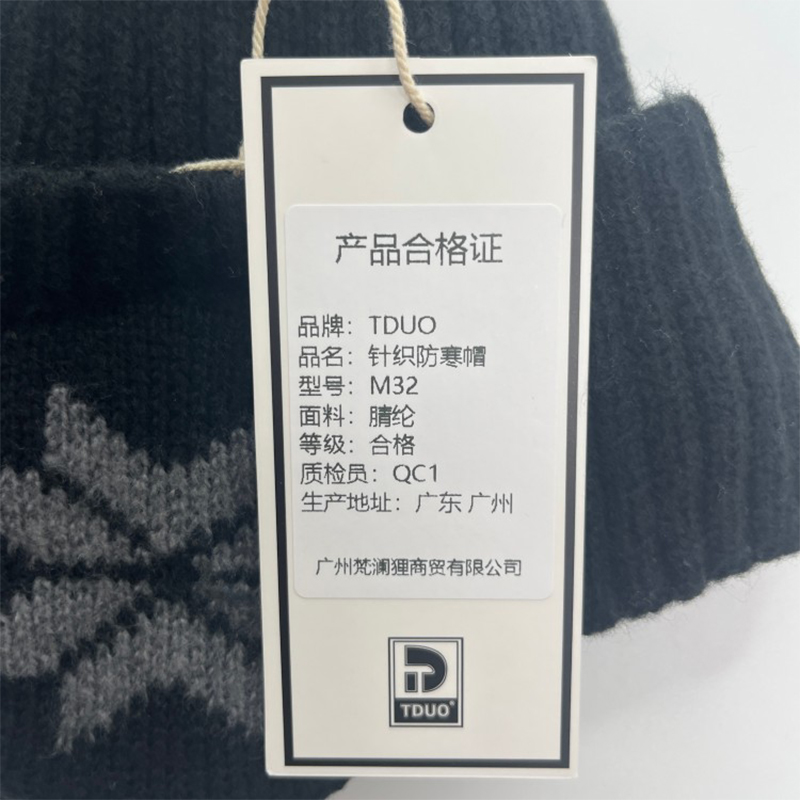 产品合格证
品牌：TDUO
品名：针织防寒帽
型号：M32
面料：腈纶
等级：合格
质检员：QC1
生产地址：广东 广州
广州梵澜狸商贸有限公司
TDUO®